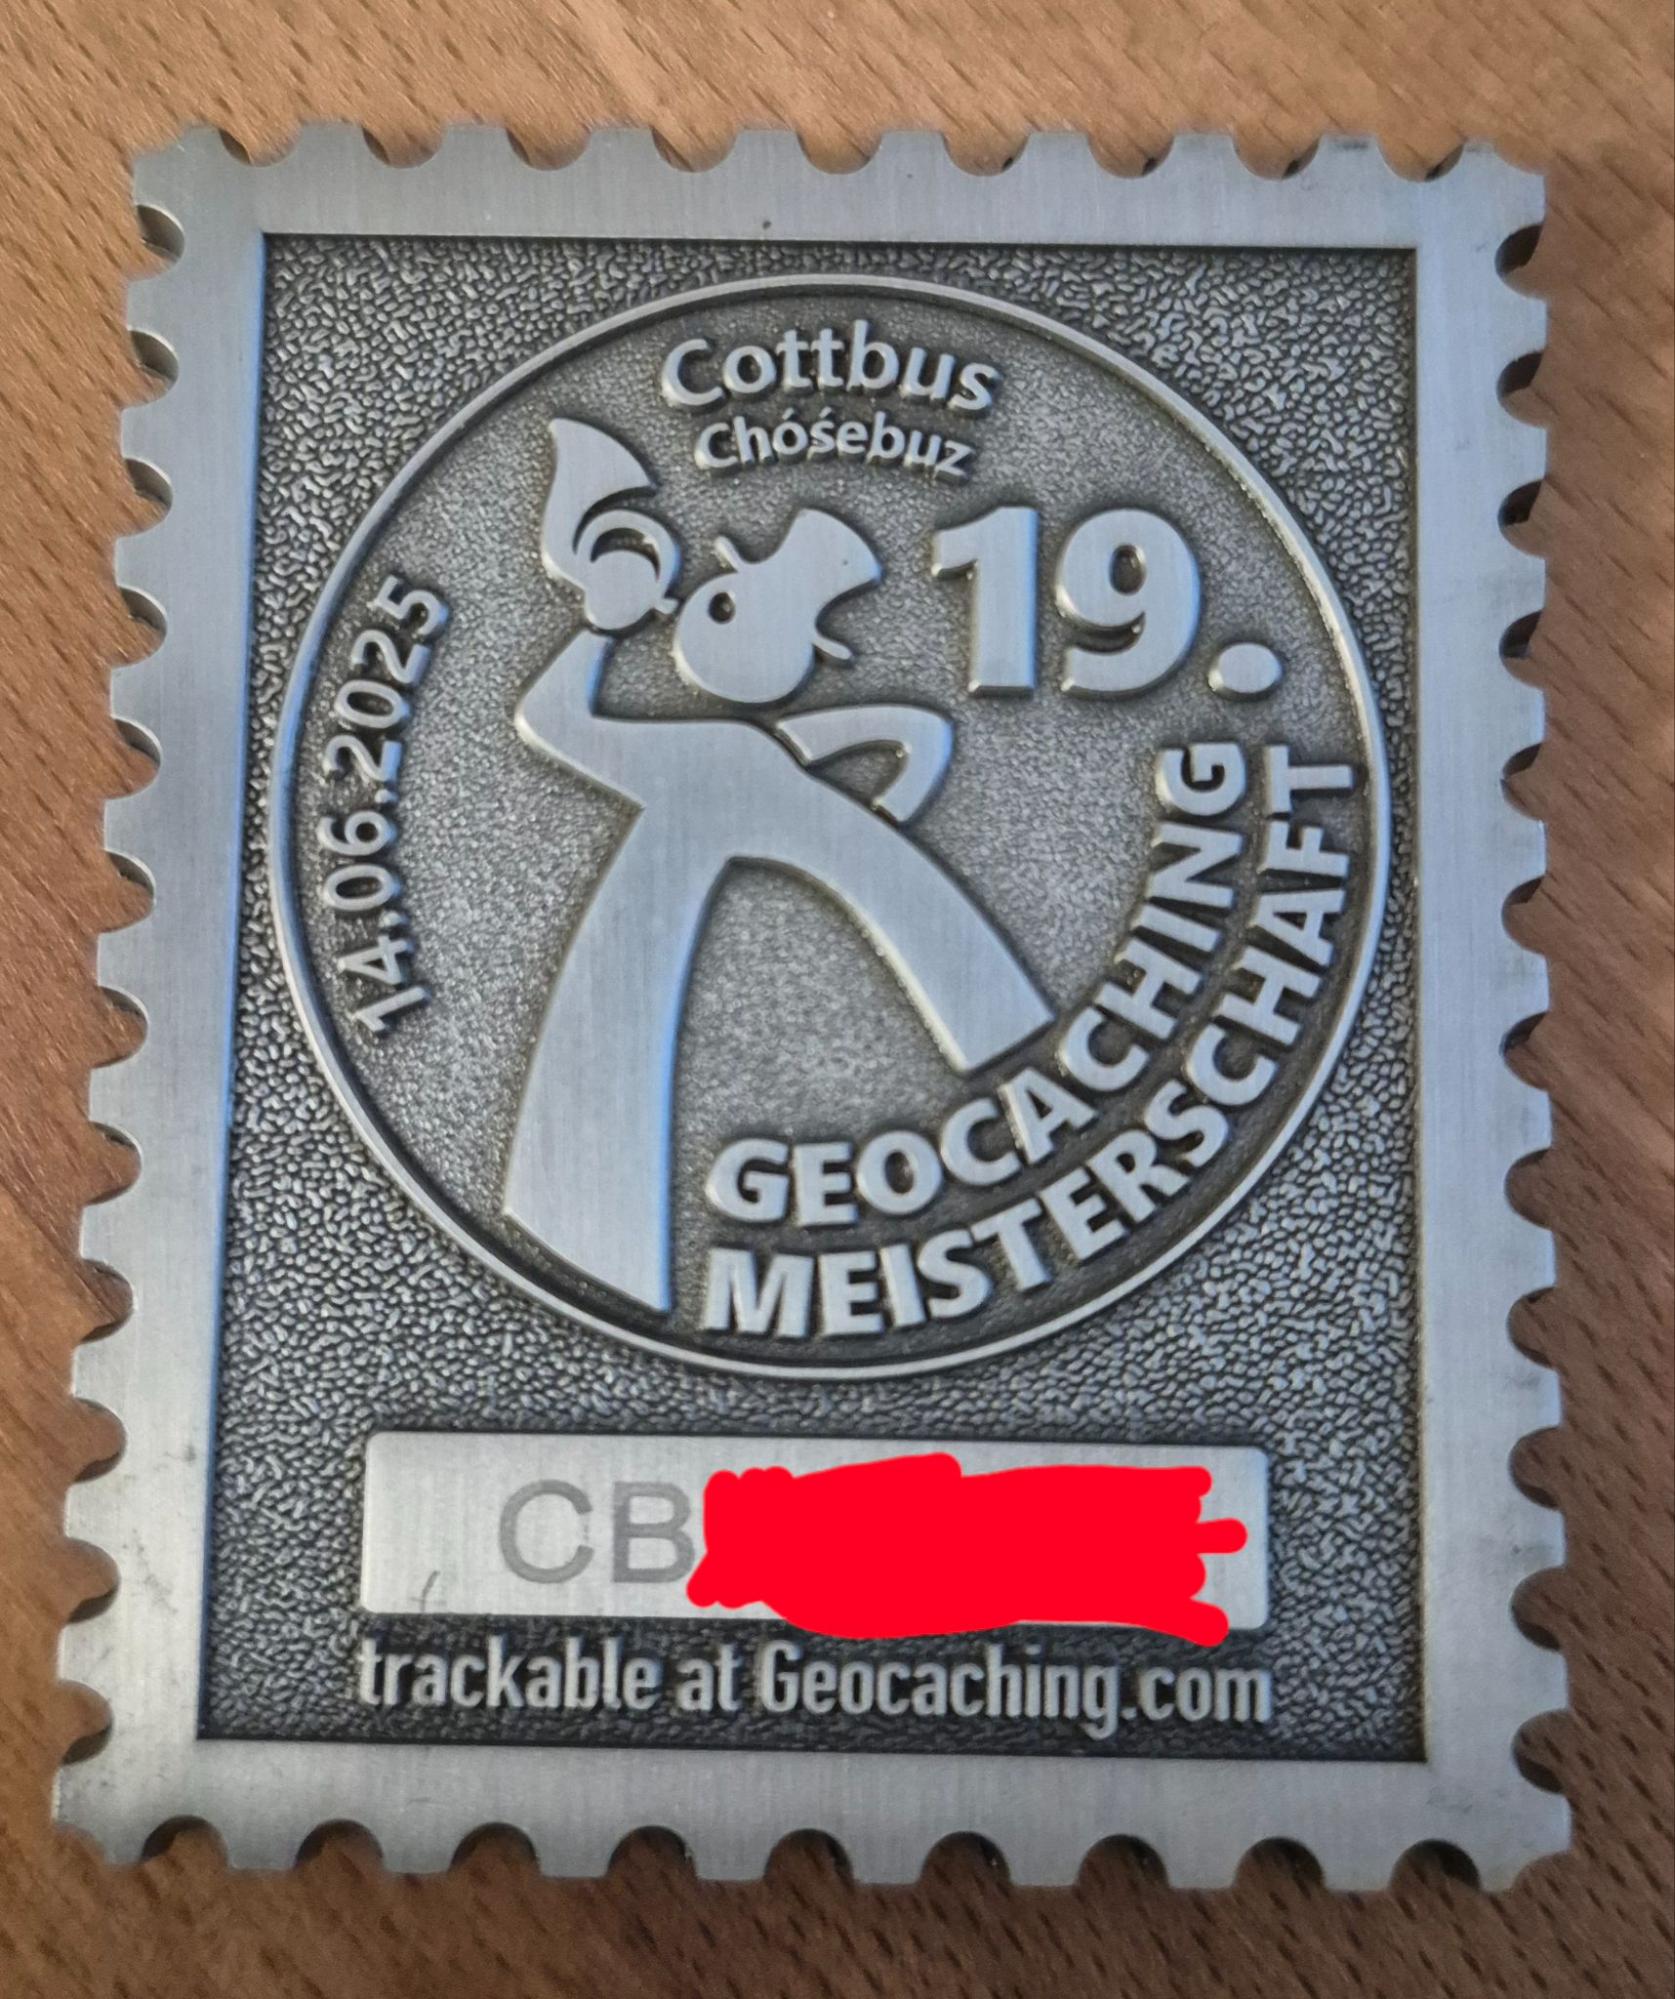 Cottbus
Chóśebuz
19.
14.06.2025
GEOCACHING
MEISTERSCHAFT
CB
trackable at Geocaching.com